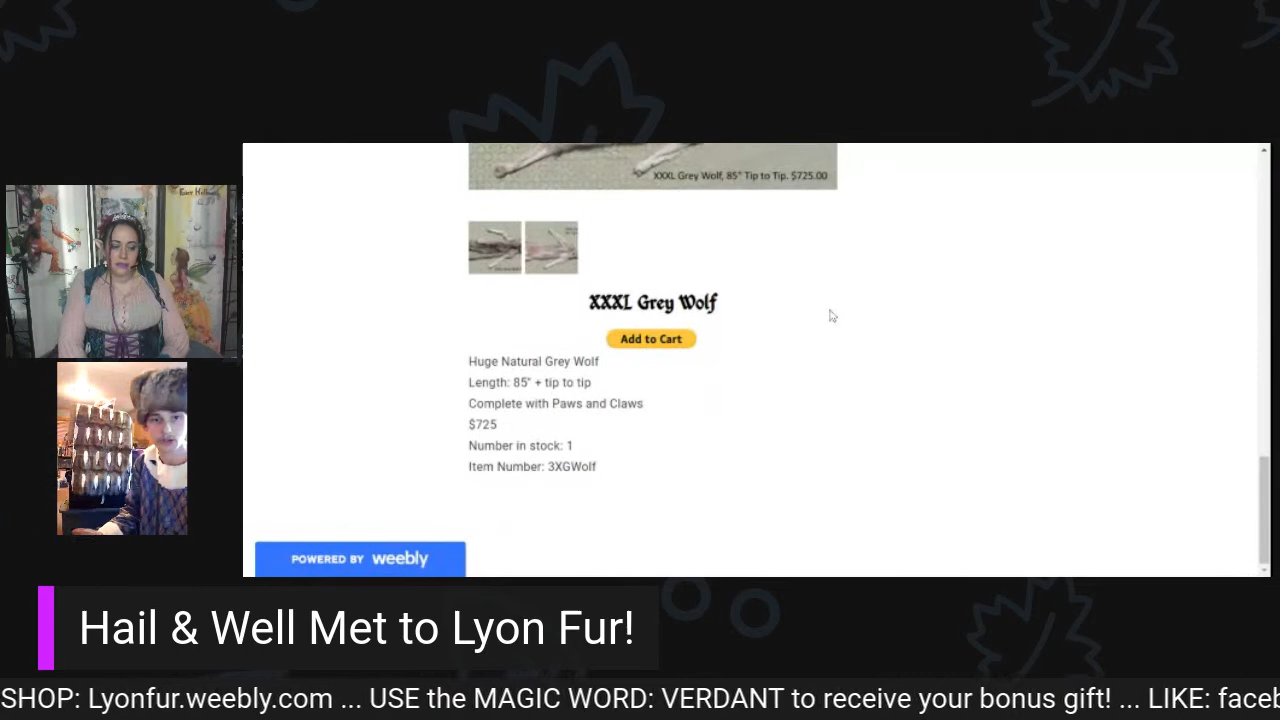 XXXL Grey Wolf, 85" Tip to Tip. $725.00
XXXL Grey Wolf
Add to Cart
Huge Natural Grey Wolf
Length: 85" + tip to tip
Complete with Paws and Claws
$725
Number in stock: 1
Item Number: 3XGWolf
POWERED BY weebly
Hail & Well Met to Lyon Fur!
SHOP: Lyonfur.weebly.com ... USE the MAGIC WORD: VERDANT to receive your bonus gift! ... LIKE: faceb